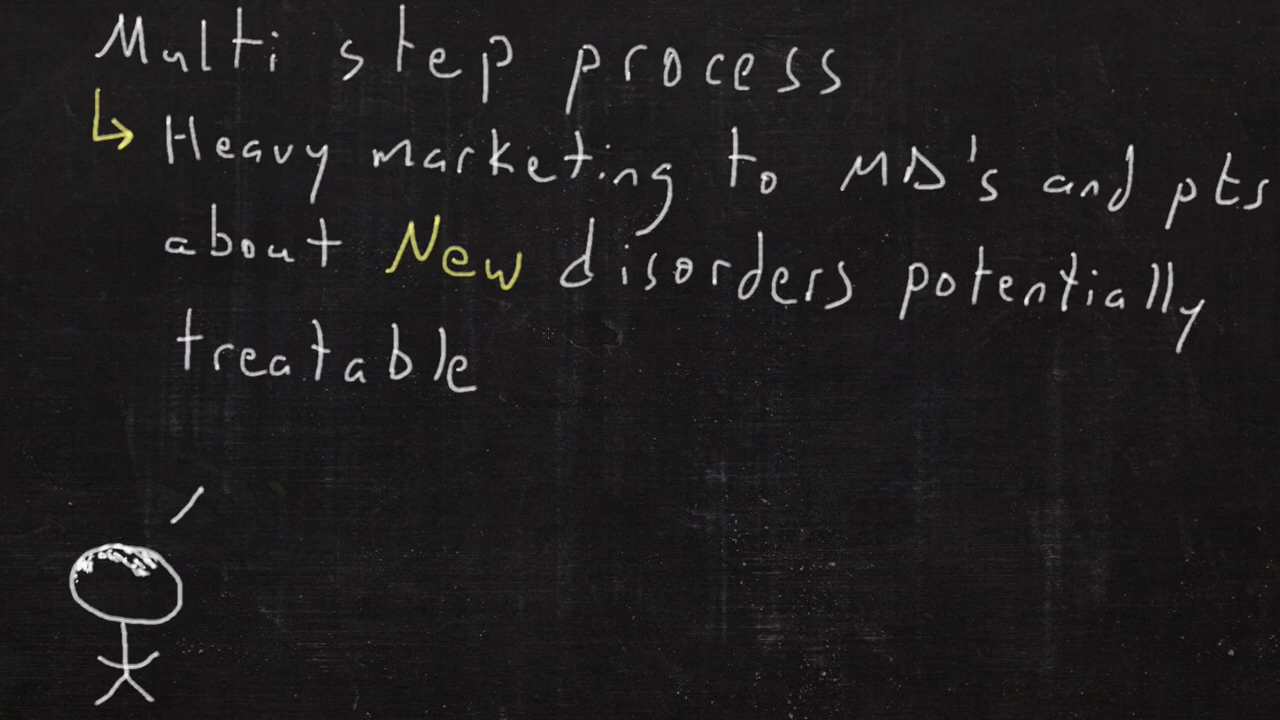 Multi step process
Heavy marketing to MD's and pts
about New disorders potentially
treatable